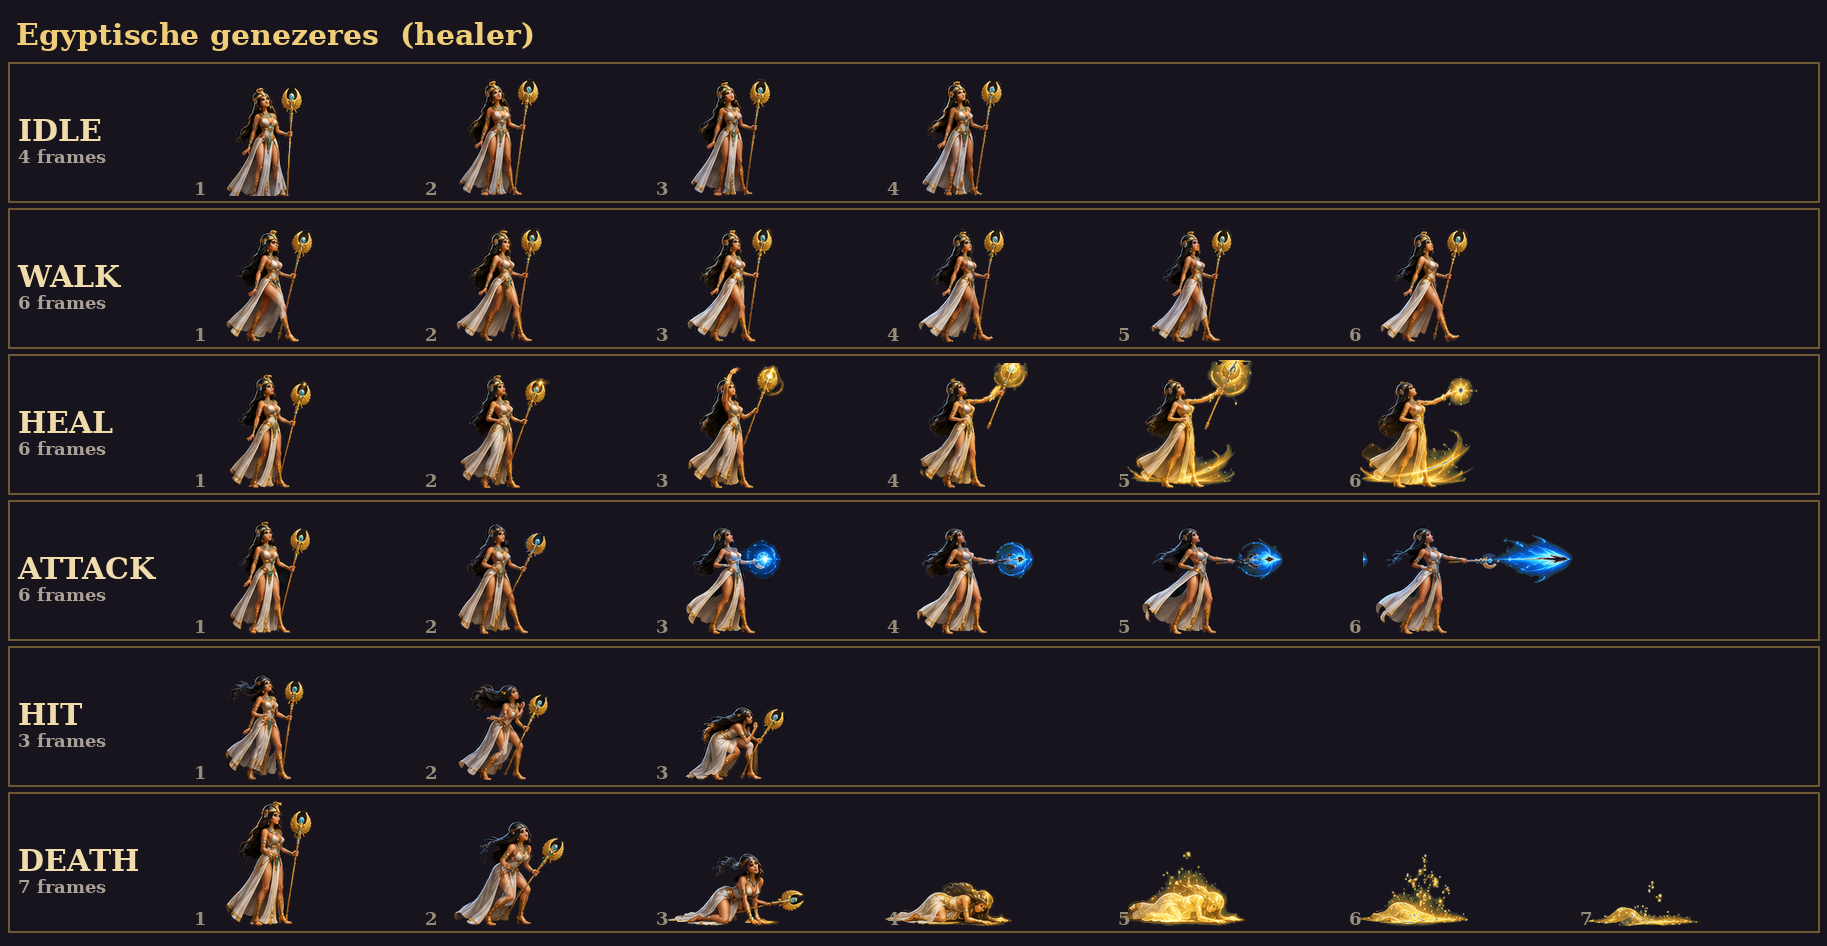 Egyptische genezeres (healer)
IDLE
4 frames
1 2 3 4
WALK
6 frames
1 2 3 4 5 6
HEAL
6 frames
1 2 3 4 5 6
ATTACK
6 frames
1 2 3 4 5 6
HIT
3 frames
1 2 3
DEATH
7 frames
1 2 3 4 5 6 7